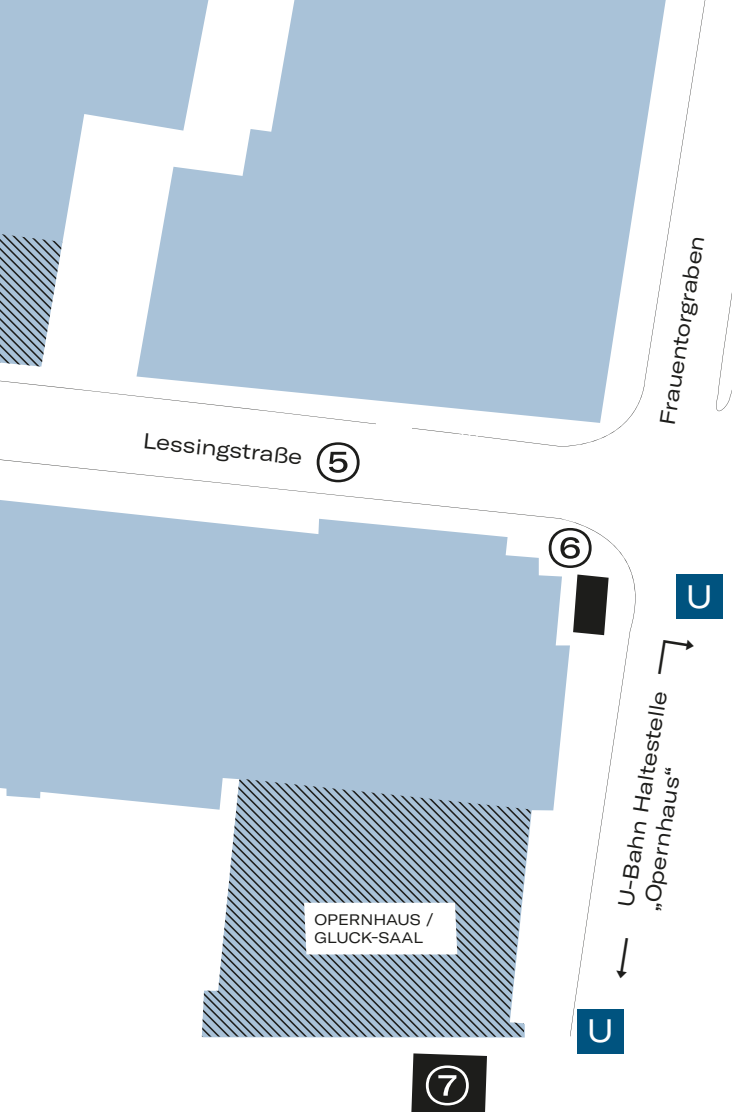 Frauentorgraben
Lessingstraße
5
6
U
U-Bahn Haltestelle
„Opernhaus“
OPERNHAUS /
GLUCK-SAAL
U
7